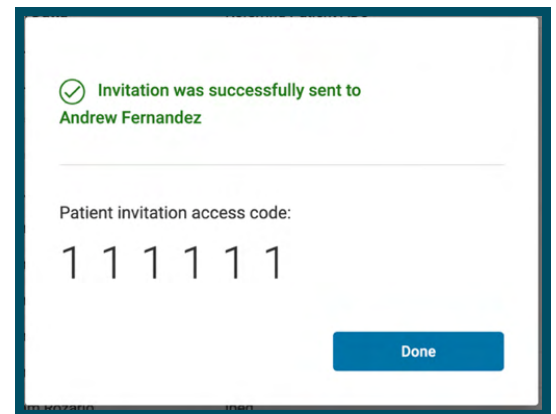 Invitation was successfully sent to
Andrew Fernandez
Patient invitation access code:
1 1 1 1 1 1
Done